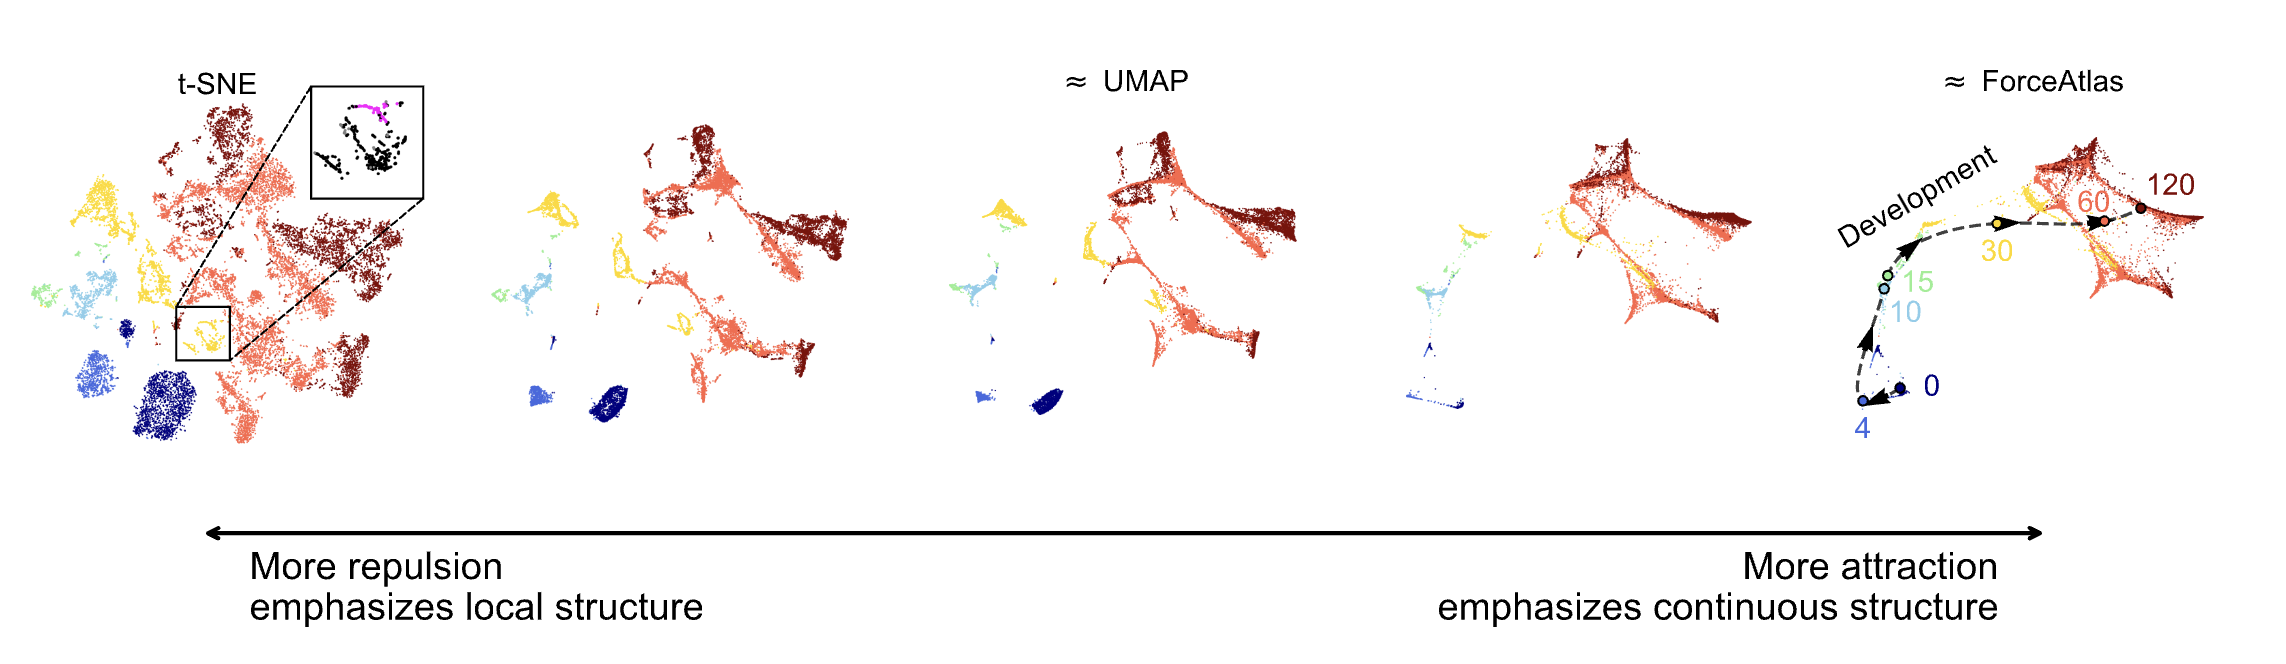 t-SNE
≈ UMAP
≈ ForceAtlas
Development
120
60
30
15
10
0
4
More repulsion
emphasizes local structure
More attraction
emphasizes continuous structure